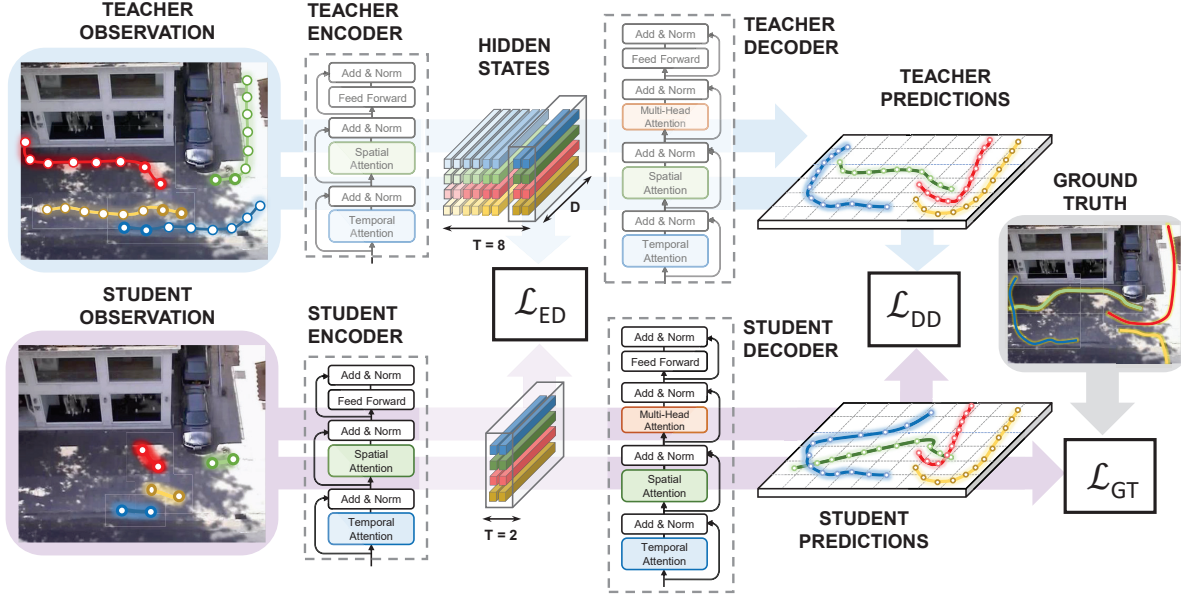 TEACHER
OBSERVATION
TEACHER
ENCODER
Add & Norm
Feed Forward
Add & Norm
Spatial
Attention
Add & Norm
Temporal
Attention
HIDDEN
STATES
D
T = 8
TEACHER
DECODER
Add & Norm
Feed Forward
Add & Norm
Multi-Head
Attention
Add & Norm
Spatial
Attention
Add & Norm
Temporal
Attention
TEACHER
PREDICTIONS
GROUND
TRUTH
ℒED
ℒDD
STUDENT
OBSERVATION
STUDENT
ENCODER
Add & Norm
Feed Forward
Add & Norm
Spatial
Attention
Add & Norm
Temporal
Attention
T = 2
STUDENT
DECODER
Add & Norm
Feed Forward
Add & Norm
Multi-Head
Attention
Add & Norm
Spatial
Attention
Add & Norm
Temporal
Attention
STUDENT
PREDICTIONS
ℒGT